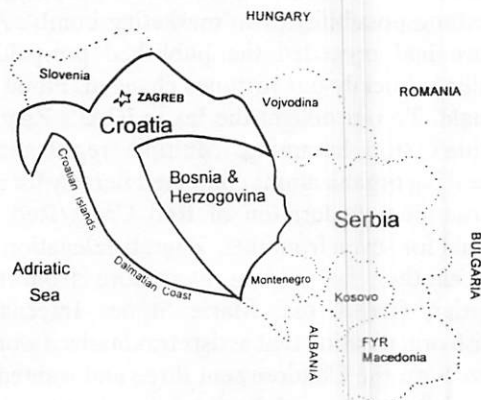 HUNGARY
Slovenia
ZAGREB
Vojvodina
ROMANIA
Croatia
Croatian Islands
Bosnia &
Herzogovina
Serbia
BULGARIA
Adriatic
Sea
Dalmatian Coast
Montenegro
Kosovo
ALBANIA
FYR
Macedonia